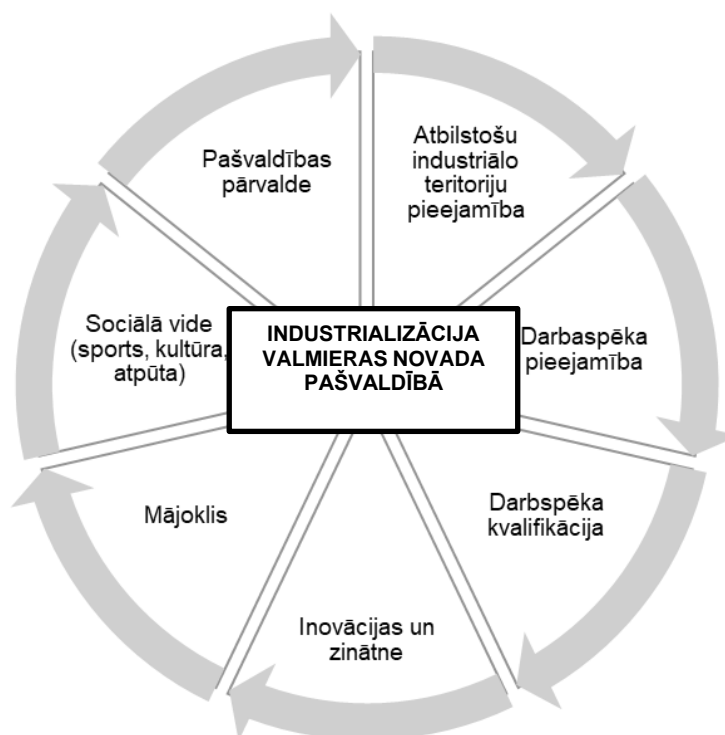 Pašvaldības
pārvalde
Atbilstošu
industriālo
teritoriju
pieejamība
Sociālā vide
(sports, kultūra,
atpūta)
INDUSTRIALIZĀCIJA
VALMIERAS NOVADA
PAŠVALDĪBĀ
Darbaspēka
pieejamība
Mājoklis
Darbspēka
kvalifikācija
Inovācijas un
zinātne